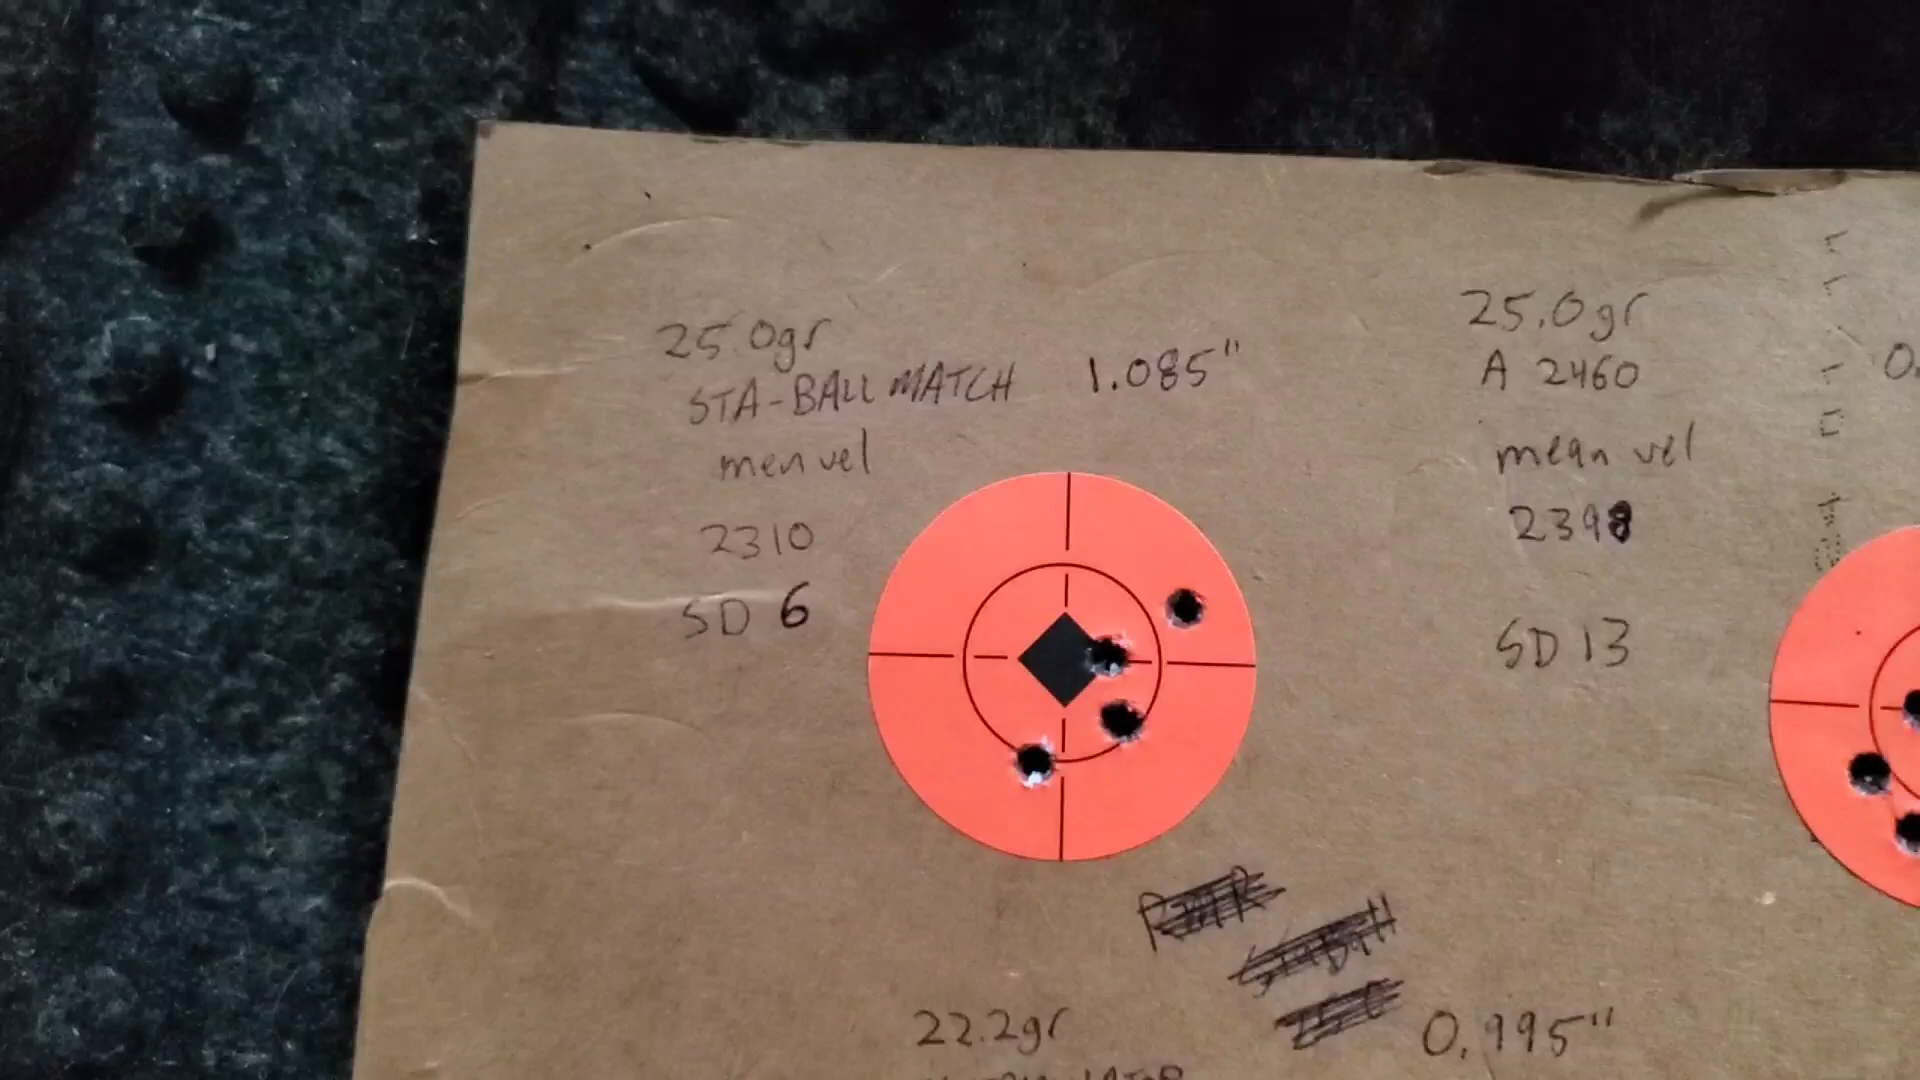 25.0gr
STA-BALL MATCH 1.085"
men vel
2310
SD 6
25.0gr
A 2460
mean vel
2398
SD 13
22.2gr
0.995"